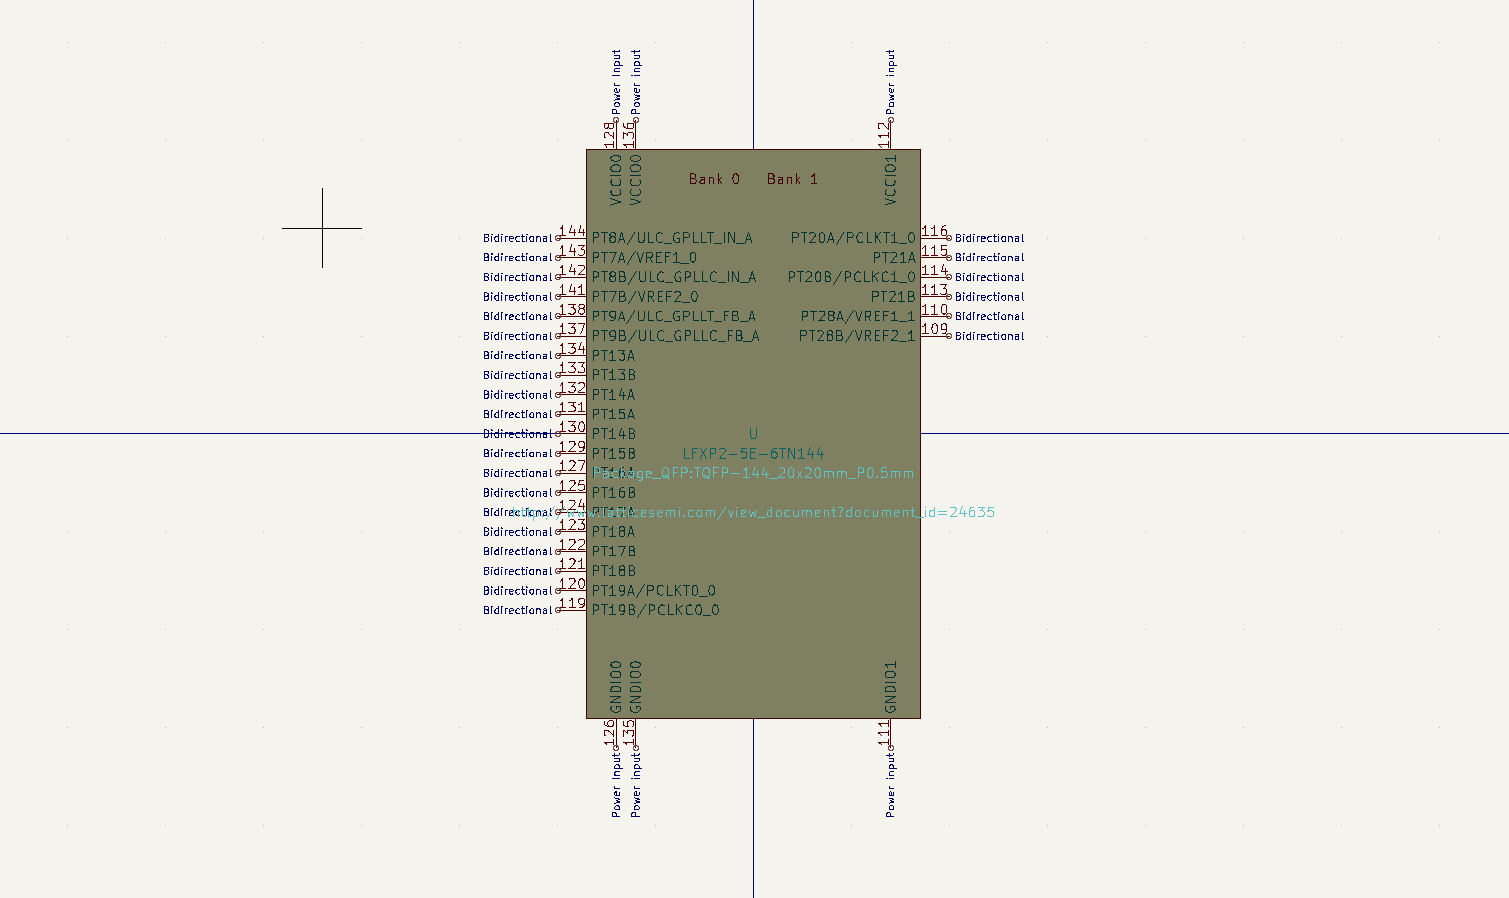 Power input Power input Power input
128 136 112
VCCIO0 VCCIO0 VCCIO1
Bank 0 Bank 1
Bidirectional 144 PT8A/ULC_GPLLT_IN_A PT20A/PCLKT1_0 116 Bidirectional
Bidirectional 143 PT7A/VREF1_0 PT21A 115 Bidirectional
Bidirectional 142 PT8B/ULC_GPLLC_IN_A PT20B/PCLKC1_0 114 Bidirectional
Bidirectional 141 PT7B/VREF2_0 PT21B 113 Bidirectional
Bidirectional 138 PT9A/ULC_GPLLT_FB_A PT28A/VREF1_1 110 Bidirectional
Bidirectional 137 PT9B/ULC_GPLLC_FB_A PT28B/VREF2_1 109 Bidirectional
Bidirectional 134 PT13A
Bidirectional 133 PT13B
Bidirectional 132 PT14A
Bidirectional 131 PT15A
Bidirectional 130 PT14B U
Bidirectional 129 PT15B LFXP2-5E-6TN144
Bidirectional 127 PT16A Package_QFP:TQFP-144_20x20mm_P0.5mm
Bidirectional 125 PT16B
Bidirectional 124 PT17A http://www.latticesemi.com/view_document?document_id=24635
Bidirectional 123 PT18A
Bidirectional 122 PT17B
Bidirectional 121 PT18B
Bidirectional 120 PT19A/PCLKT0_0
Bidirectional 119 PT19B/PCLKC0_0
GNDIO0 GNDIO0 GNDIO1
126 135 111
Power input Power input Power input